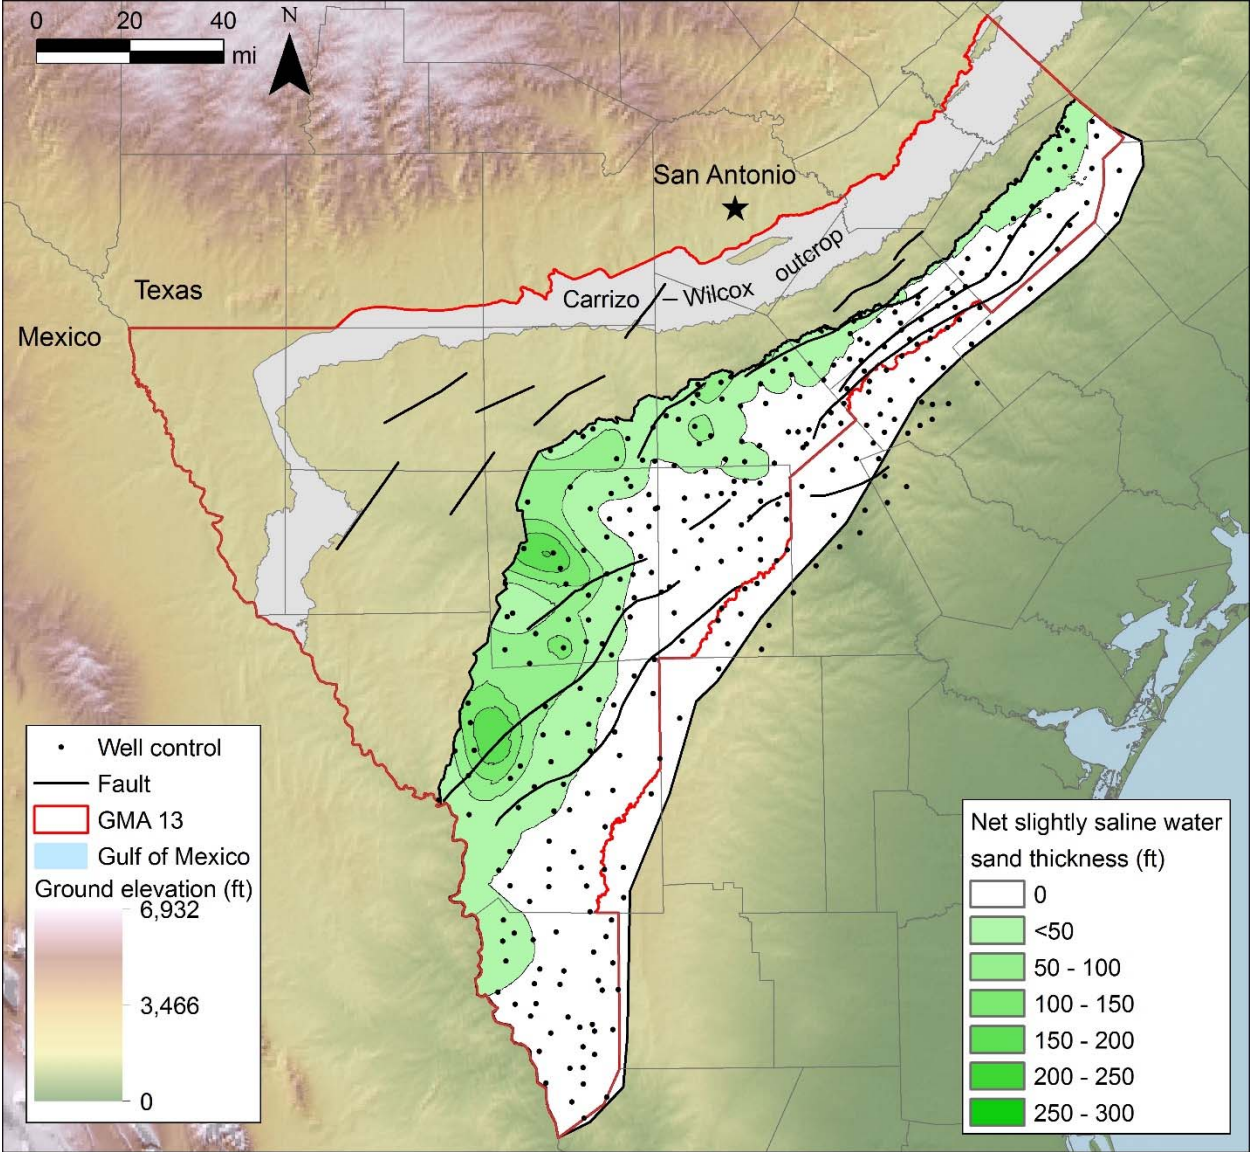 0 20 40
mi
N
San Antonio
Texas
Carrizo – Wilcox outcrop
Mexico
Well control
Fault
GMA 13
Gulf of Mexico
Ground elevation (ft)
6,932
3,466
0
Net slightly saline water
sand thickness (ft)
0
<50
50 - 100
100 - 150
150 - 200
200 - 250
250 - 300